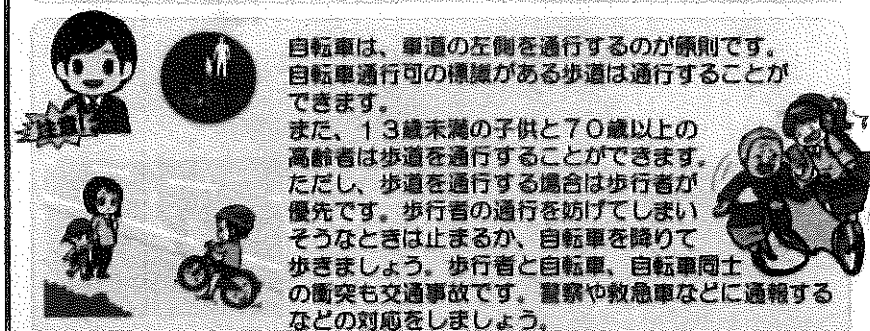 自転車は、車道の左側を通行するのが原則です。
自転車通行可の標識がある歩道は通行することが
できます。
また、13歳未満の子供と70歳以上の
高齢者は歩道を通行することができます。
ただし、歩道を通行する場合は歩行者が
優先です。歩行者の通行を妨げてしまい
そうなときは止まるか、自転車を降りて
歩きましょう。歩行者と自転車、自転車同士
の衝突も交通事故です。警察や救急車などに通報する
などの対応をしましょう。
注意